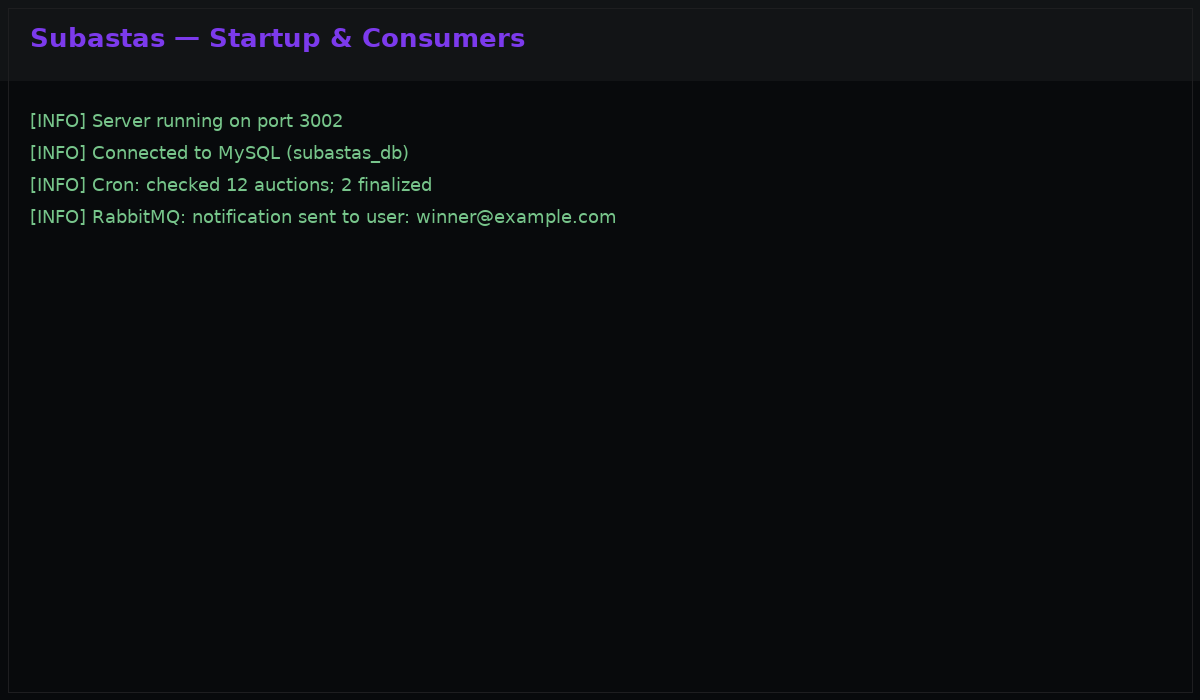 Subastas — Startup & Consumers
[INFO] Server running on port 3002
[INFO] Connected to MySQL (subastas_db)
[INFO] Cron: checked 12 auctions; 2 finalized
[INFO] RabbitMQ: notification sent to user: winner@example.com